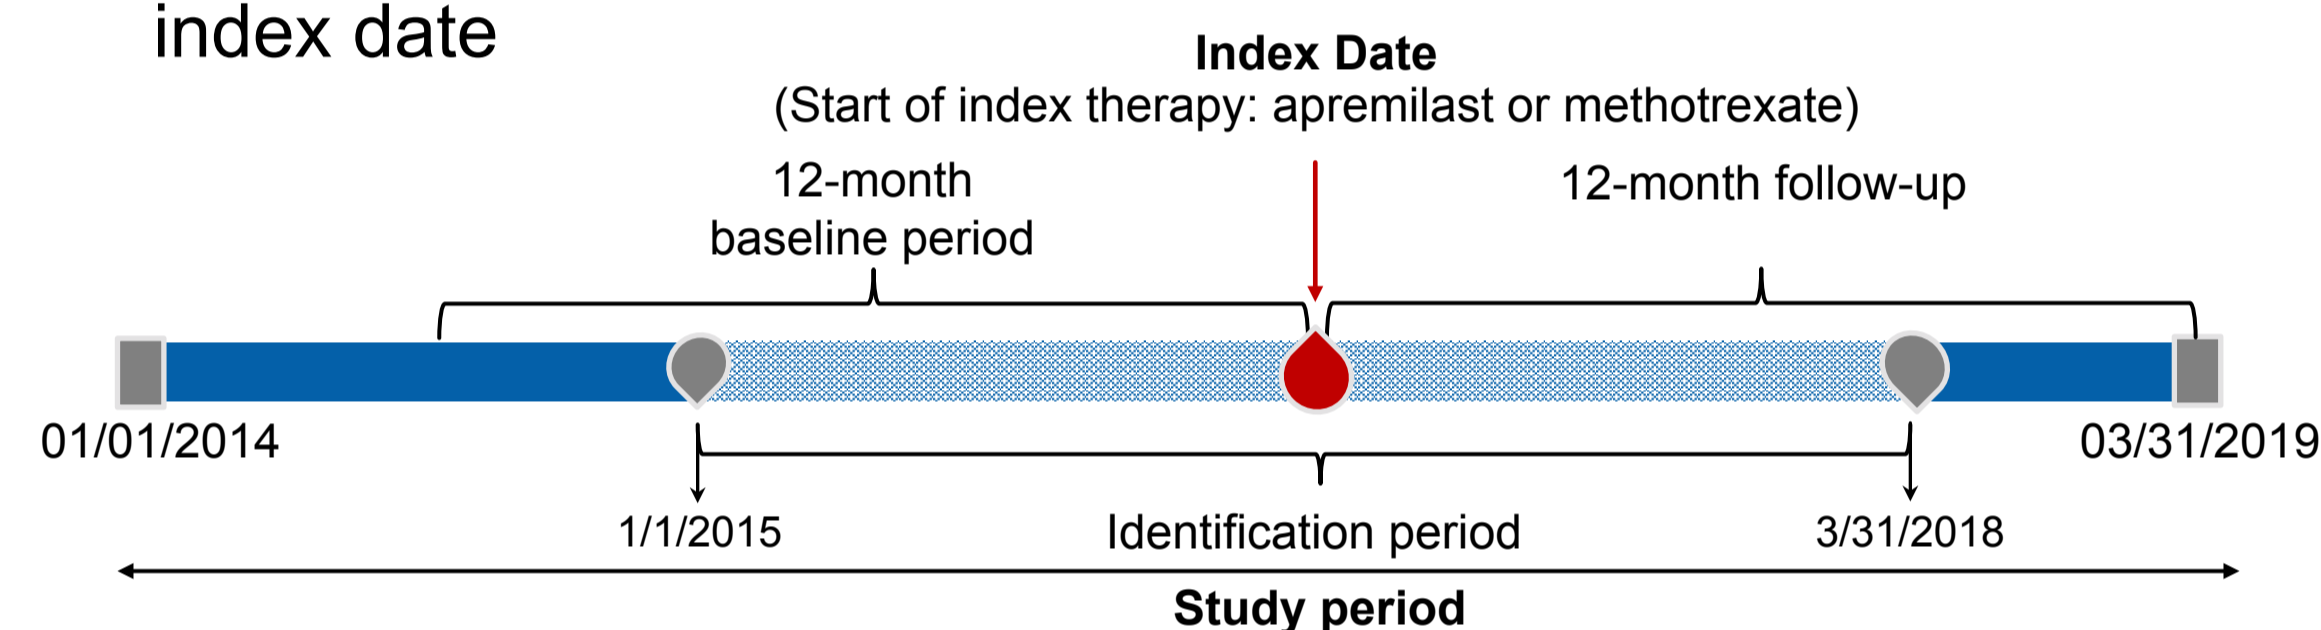 index date
Index Date
(Start of index therapy: apremilast or methotrexate)
12-month
baseline period
12-month follow-up
01/01/2014
03/31/2019
1/1/2015
Identification period
3/31/2018
Study period